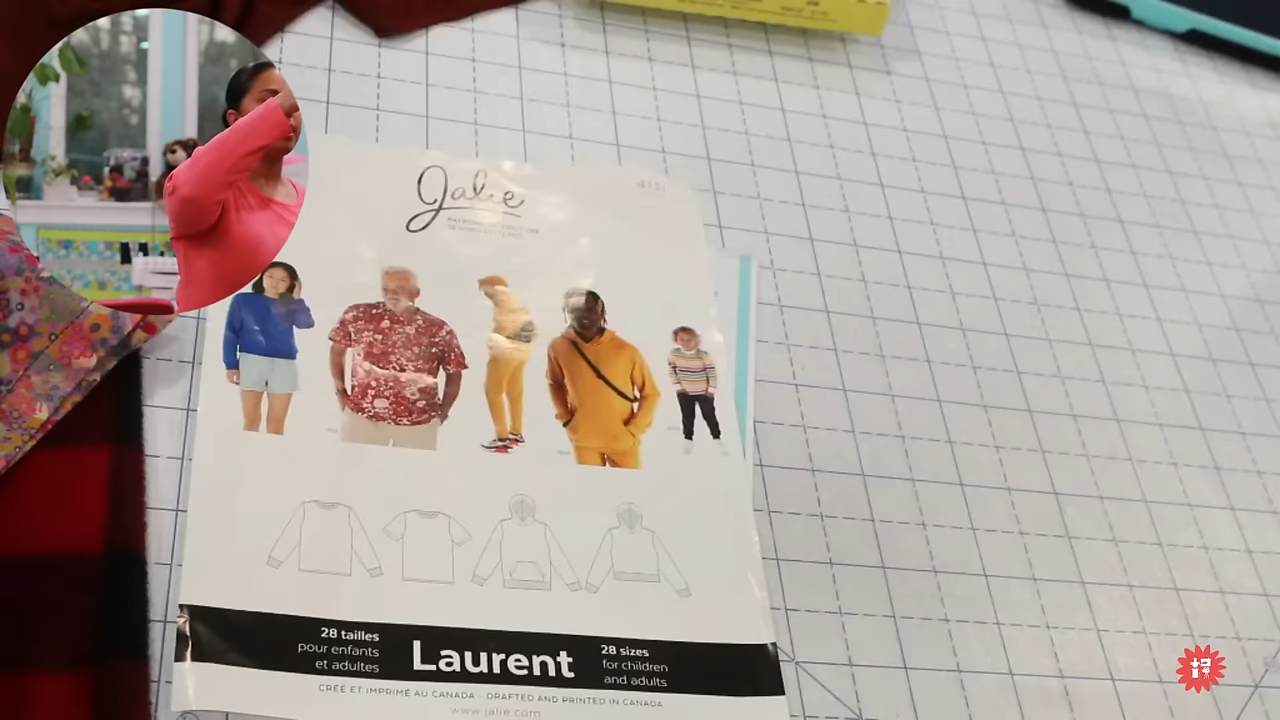 Jalie
28 tailles
pour enfants
et adultes
Laurent
28 sizes
for children
and adults
CRÉÉ ET IMPRIMÉ AU CANADA - DRAFTED AND PRINTED IN CANADA
www.jalie.com